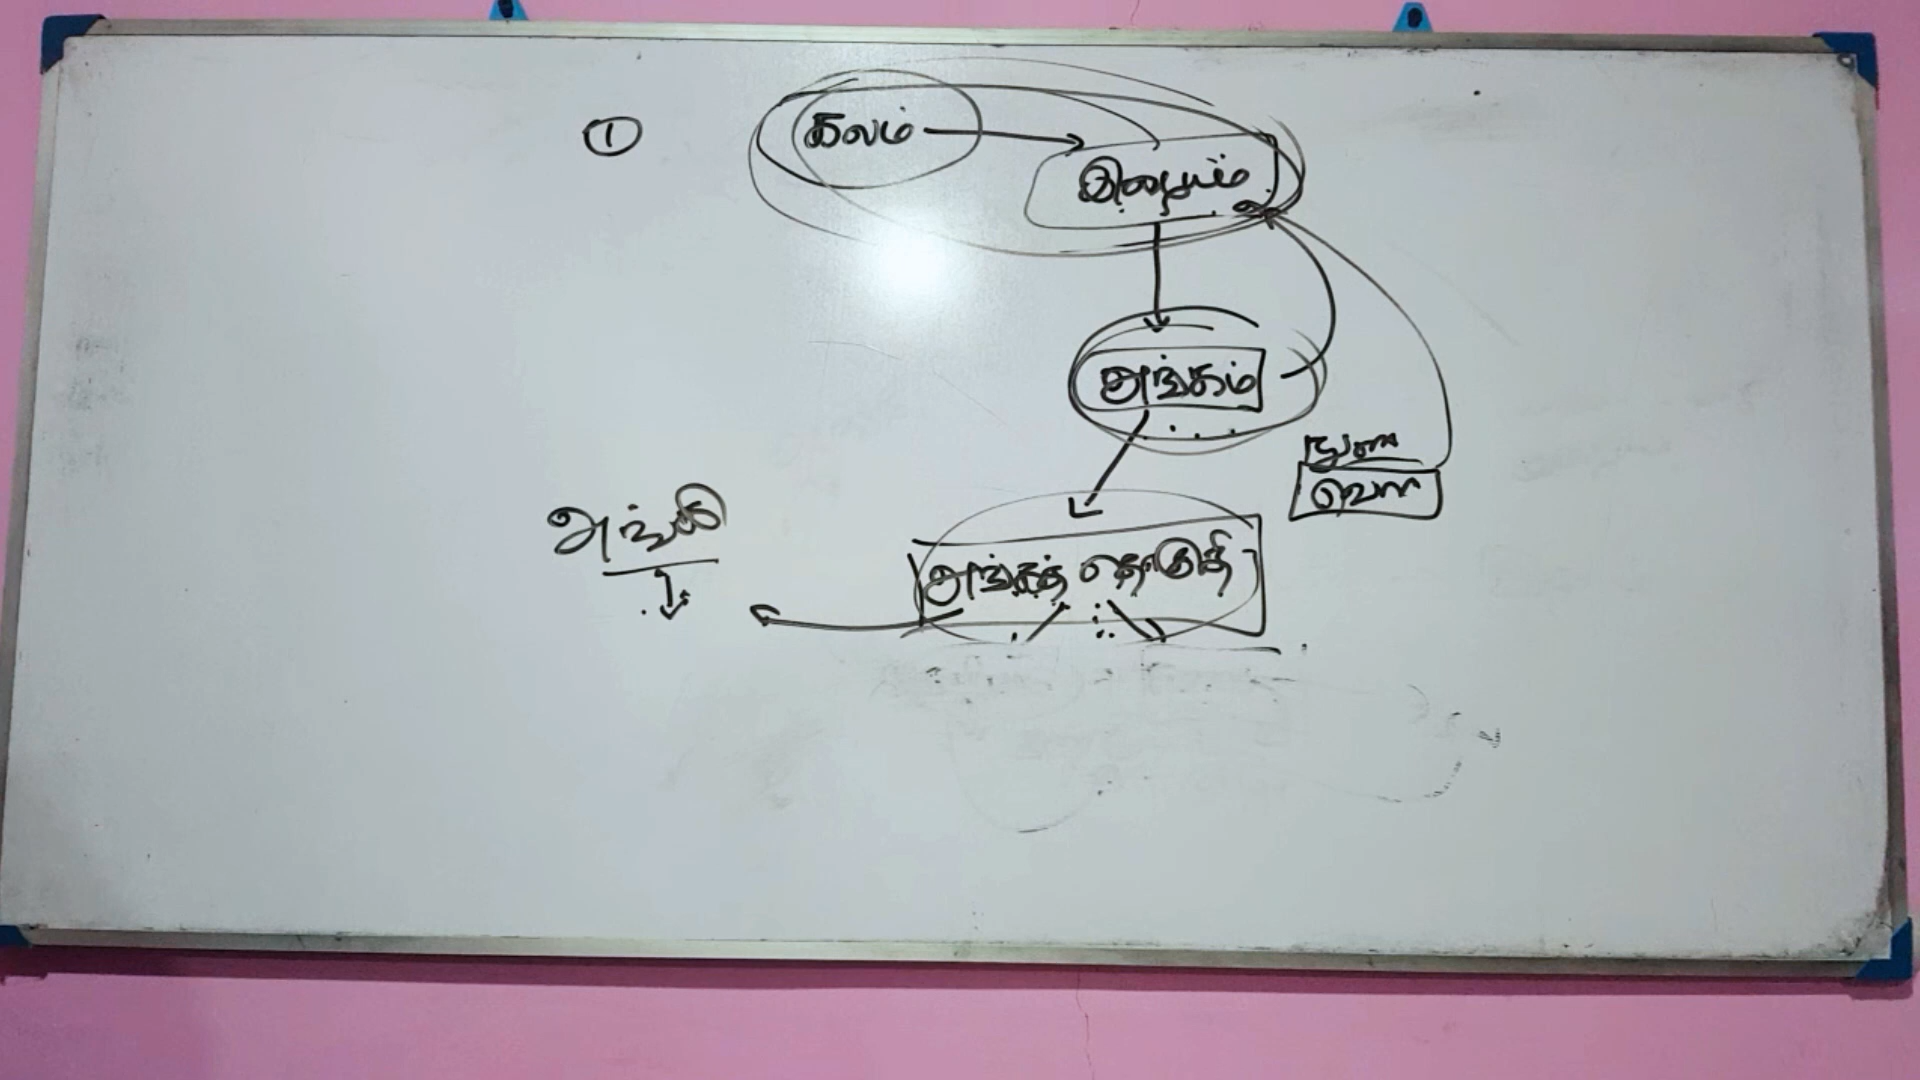 ①
கலம்
இழையம்
அங்கம்
அங்கத் தொகுதி
அங்கி